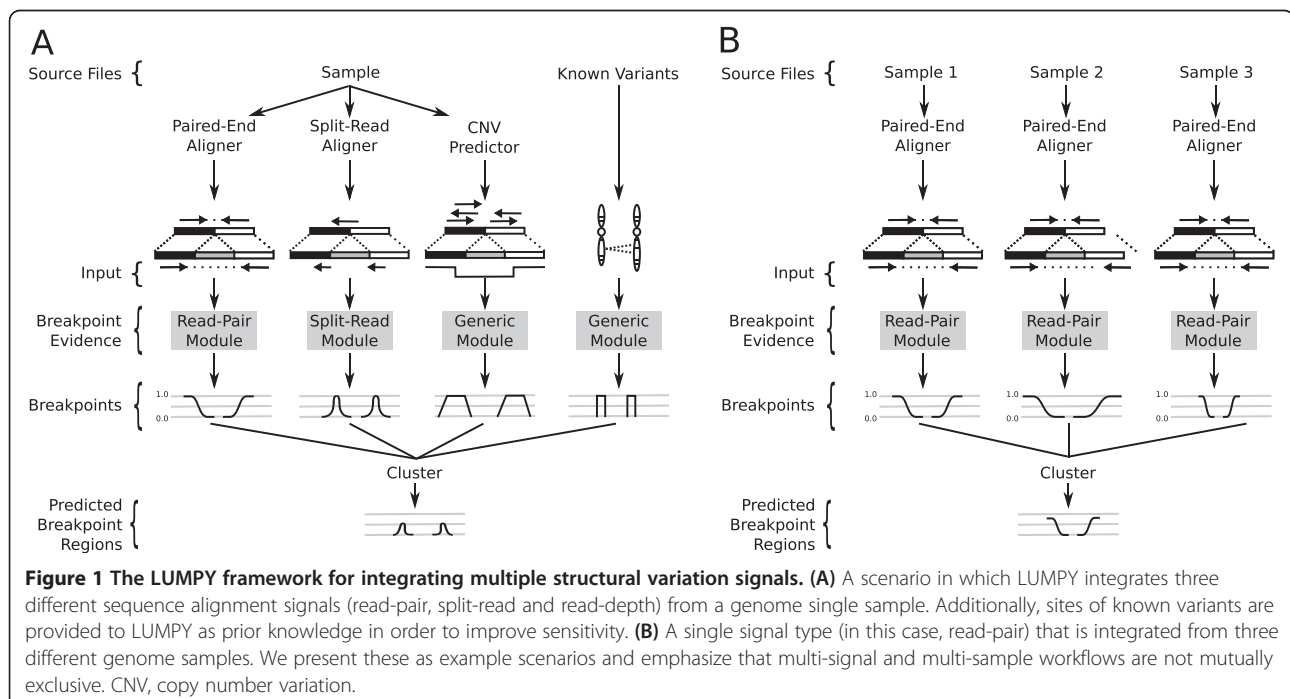 A
Source Files
Sample
Known Variants
Paired-End
Aligner
Split-Read
Aligner
CNV
Predictor
Input
Breakpoint
Evidence
Read-Pair
Module
Split-Read
Module
Generic
Module
Generic
Module
Breakpoints
1.0
0.0
Cluster
Predicted
Breakpoint
Regions
B
Source Files
Sample 1
Sample 2
Sample 3
Paired-End
Aligner
Paired-End
Aligner
Paired-End
Aligner
Input
Breakpoint
Evidence
Read-Pair
Module
Read-Pair
Module
Read-Pair
Module
Breakpoints
1.0
0.0
1.0
0.0
1.0
0.0
Cluster
Predicted
Breakpoint
Regions
Figure 1 The LUMPY framework for integrating multiple structural variation signals. (A) A scenario in which LUMPY integrates three
different sequence alignment signals (read-pair, split-read and read-depth) from a genome single sample. Additionally, sites of known variants are
provided to LUMPY as prior knowledge in order to improve sensitivity. (B) A single signal type (in this case, read-pair) that is integrated from three
different genome samples. We present these as example scenarios and emphasize that multi-signal and multi-sample workflows are not mutually
exclusive. CNV, copy number variation.